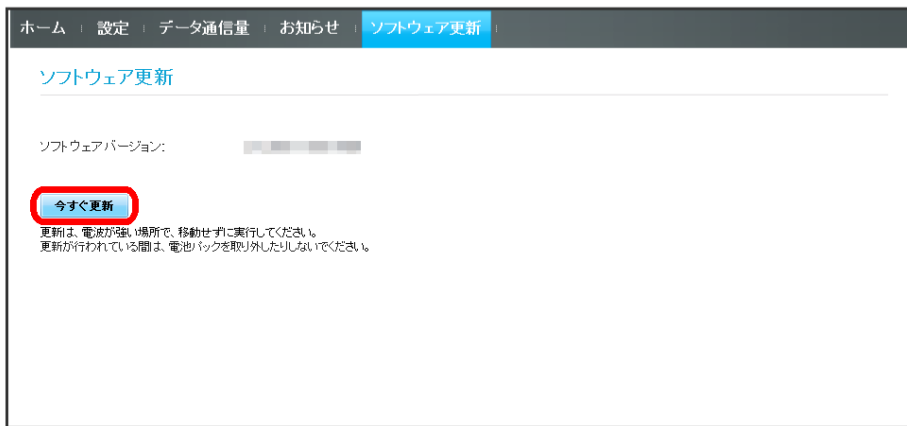 ホーム 設定 データ通信量 お知らせ ソフトウェア更新
ソフトウェア更新
ソフトウェアバージョン:
今すぐ更新
更新は、電波が強い場所で、移動せずに実行してください。
更新が行われている間は、電池パックを取り外したりしないでください。